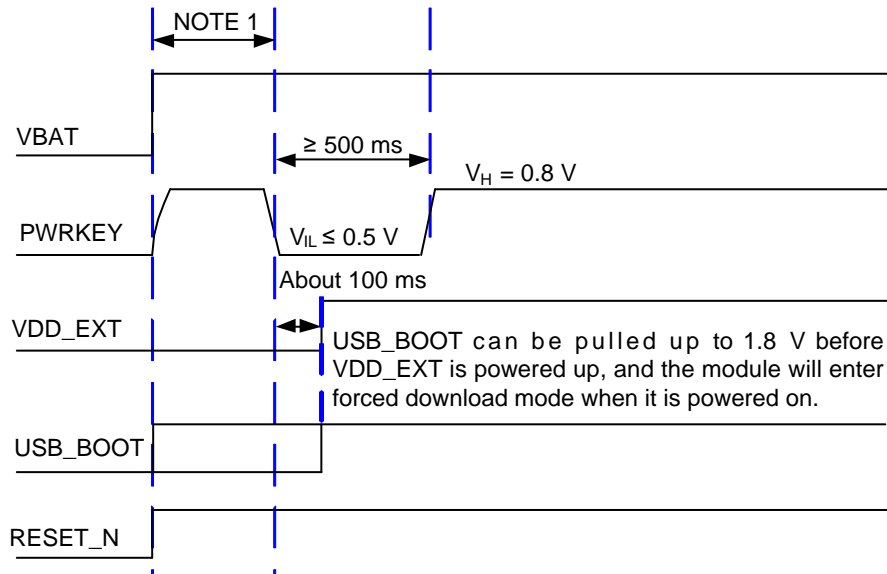 NOTE 1
VBAT
≥ 500 ms
V_H = 0.8 V
PWRKEY
V_IL ≤ 0.5 V
About 100 ms
VDD_EXT
USB_BOOT can be pulled up to 1.8 V before
VDD_EXT is powered up, and the module will enter
forced download mode when it is powered on.
USB_BOOT
RESET_N